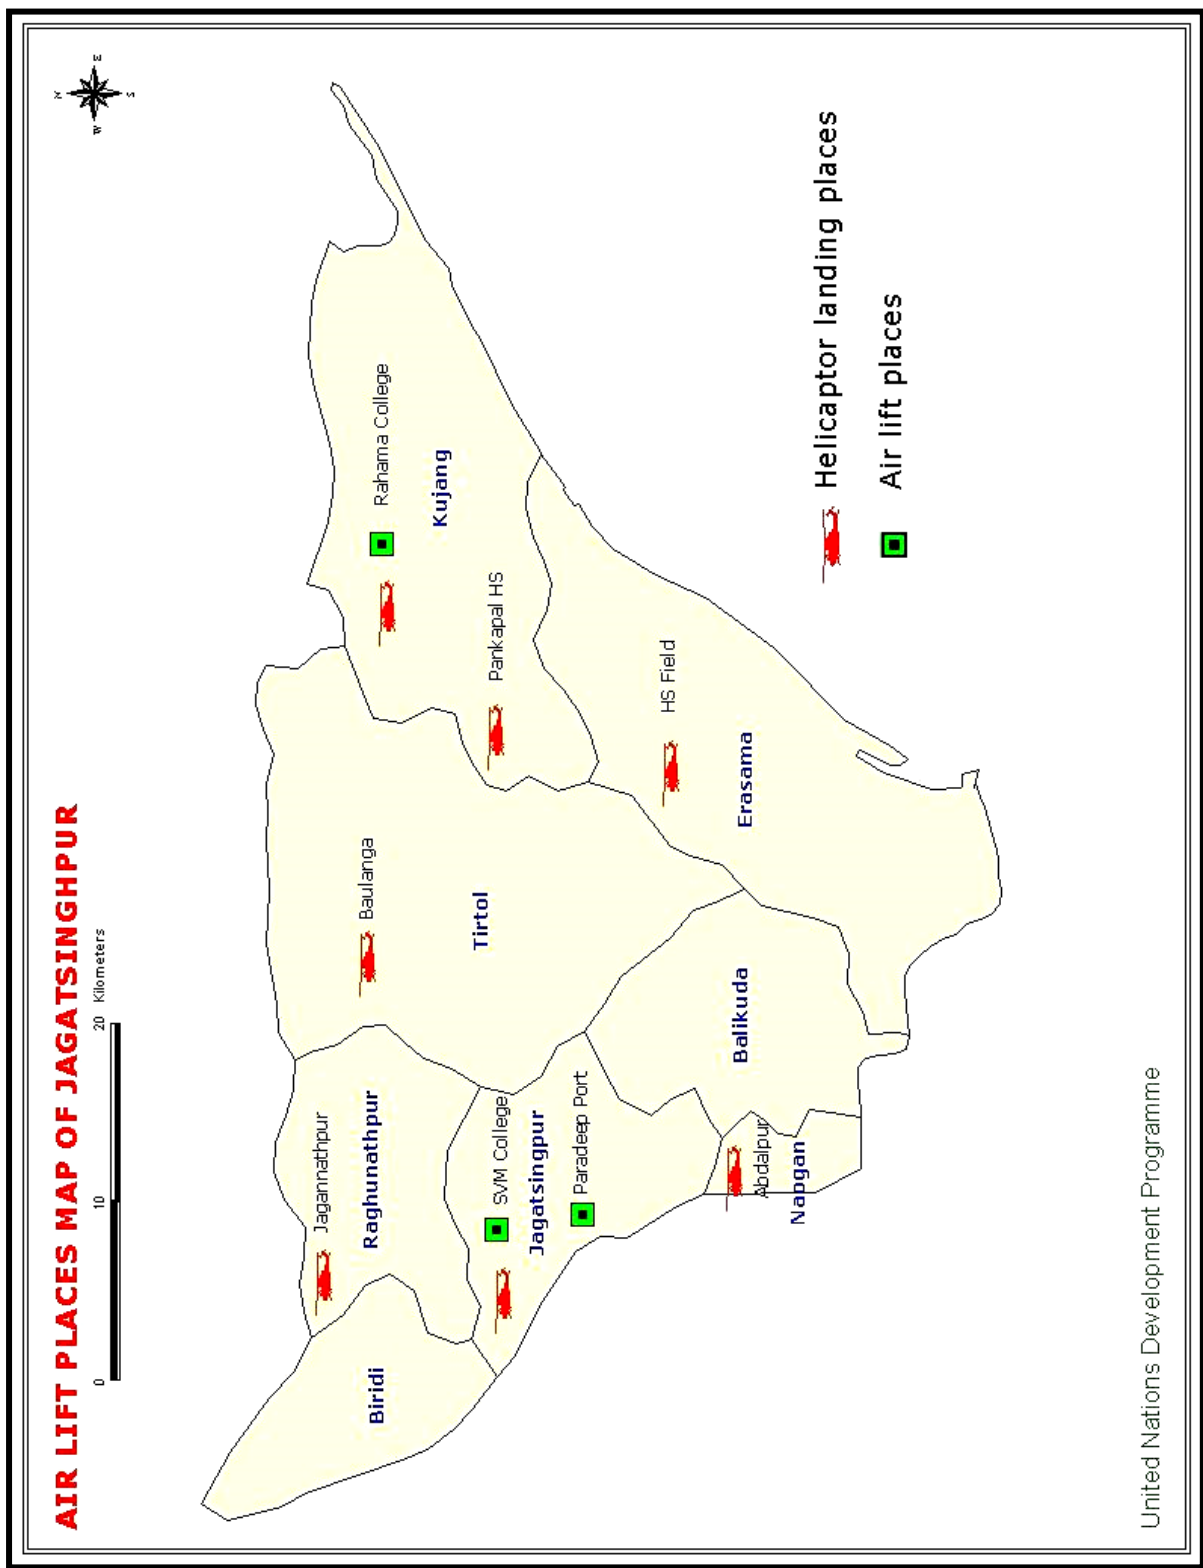 AIR LIFT PLACES MAP OF JAGATSINGHPUR
0 10 20 Kilometers
N
W E
S
Jagannathpur
Raghunathpur
Biridi
Baulanga
Tirtol
Rahama College
Kujang
Pankapal HS
SVM College
Jagatsingpur
Paradeep Port
HS Field
Erasama
Balikuda
Abdalpur
Naogan
Helicaptor landing places
Air lift places
United Nations Development Programme